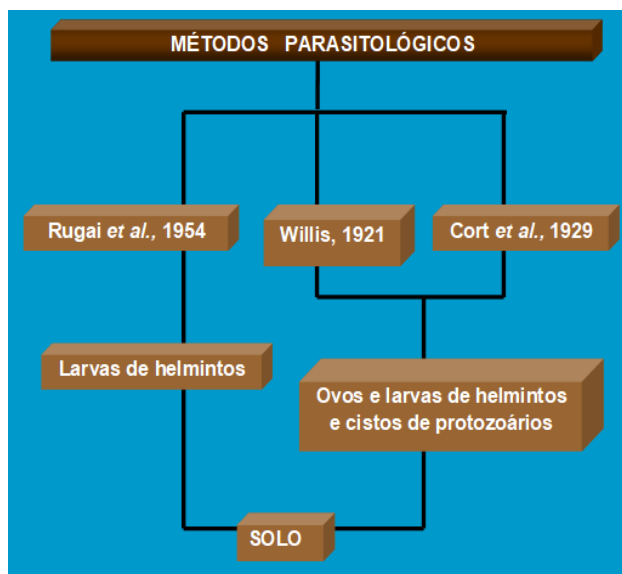 MÉTODOS PARASITOLÓGICOS
Rugai et al., 1954
Willis, 1921
Cort et al., 1929
Larvas de helmintos
Ovos e larvas de helmintos
e cistos de protozoários
SOLO